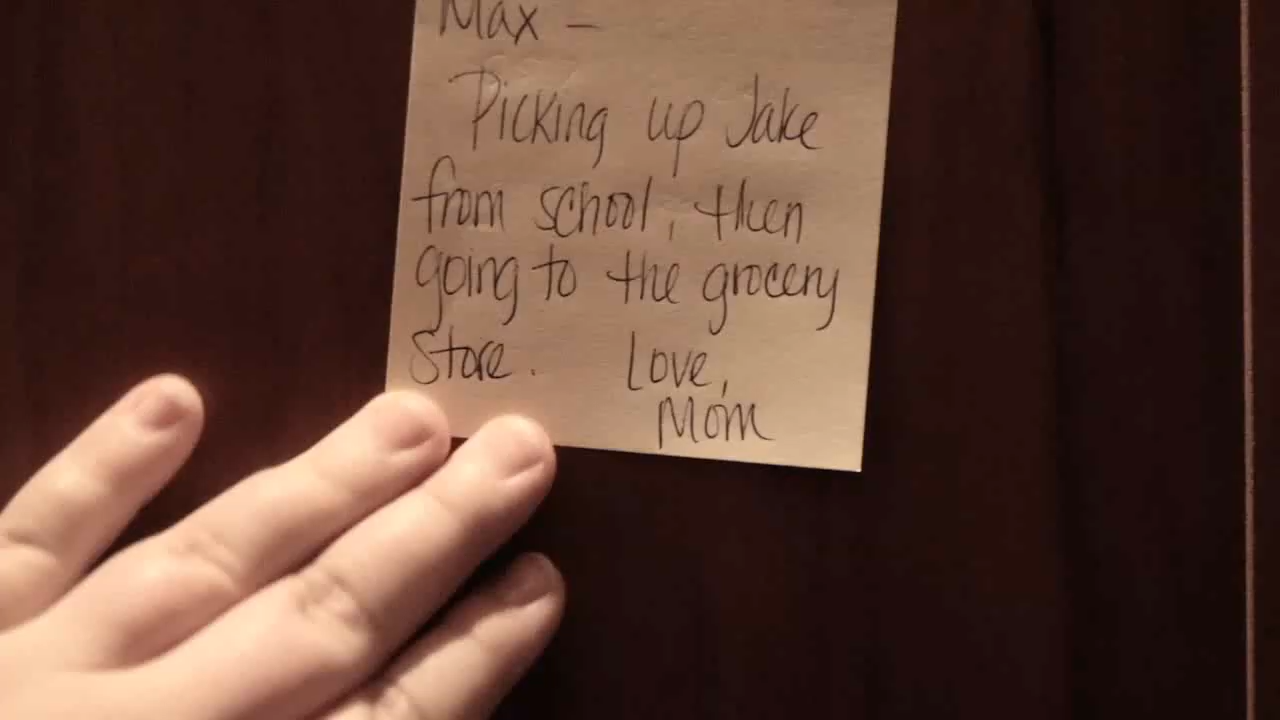 Max –
Picking up Jake
from school, then
going to the grocery
store. Love,
Mom